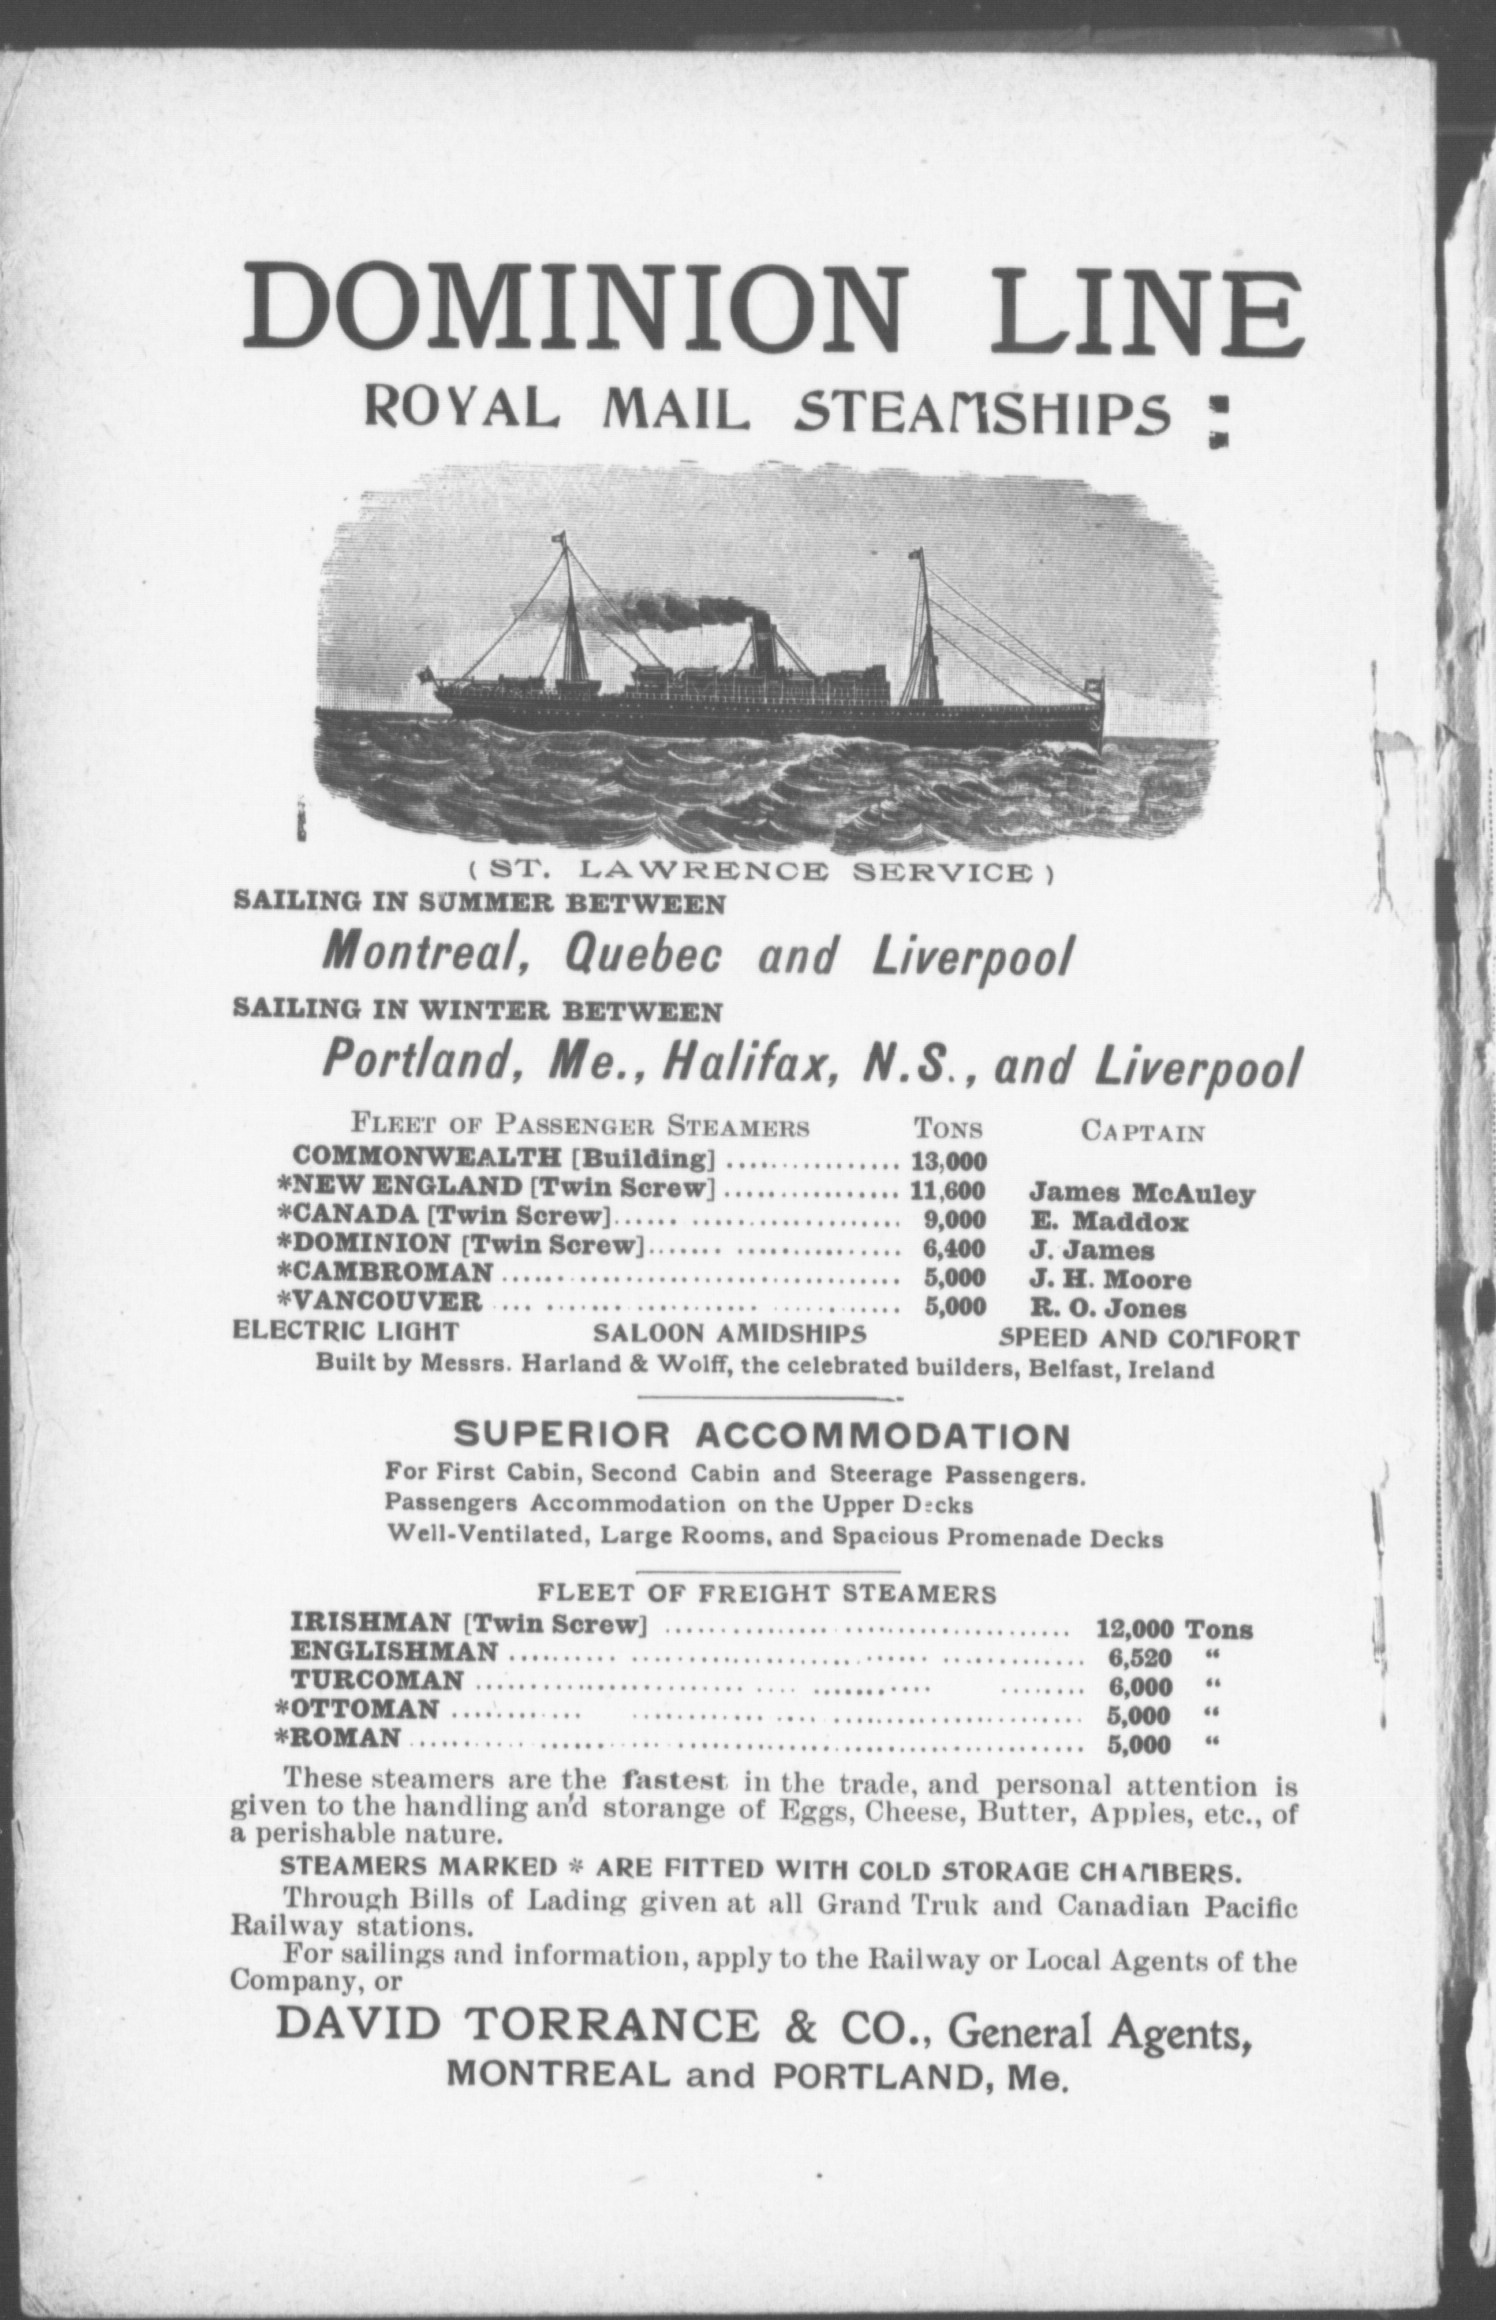 DOMINION LINE
ROYAL MAIL STEAMSHIPS :
( ST. LAWRENCE SERVICE )
SAILING IN SUMMER BETWEEN
Montreal, Quebec and Liverpool
SAILING IN WINTER BETWEEN
Portland, Me., Halifax, N.S., and Liverpool
FLEET OF PASSENGER STEAMERS TONS CAPTAIN
COMMONWEALTH [Building] ................ 13,000
*NEW ENGLAND [Twin Screw] ................ 11,600 James McAuley
*CANADA [Twin Screw]...... .................... 9,000 E. Maddox
*DOMINION [Twin Screw]....... ............... 6,400 J. James
*CAMBROMAN ...................................... 5,000 J. H. Moore
*VANCOUVER ... ....... ............ ........... 5,000 R. O. Jones
ELECTRIC LIGHT SALOON AMIDSHIPS SPEED AND COMFORT
Built by Messrs. Harland & Wolff, the celebrated builders, Belfast, Ireland
SUPERIOR ACCOMMODATION
For First Cabin, Second Cabin and Steerage Passengers.
Passengers Accommodation on the Upper Decks
Well-Ventilated, Large Rooms, and Spacious Promenade Decks
FLEET OF FREIGHT STEAMERS
IRISHMAN [Twin Screw] ...................................... 12,000 Tons
ENGLISHMAN .......... ..................... ...... ............. 6,520 “
TURCOMAN ......................... .... ........... ........ 6,000 “
*OTTOMAN ............ ............ .... ........................ 5,000 “
*ROMAN .......... ...... ... ...................................... 5,000 “
These steamers are the fastest in the trade, and personal attention is
given to the handling and storange of Eggs, Cheese, Butter, Apples, etc., of
a perishable nature.
STEAMERS MARKED * ARE FITTED WITH COLD STORAGE CHAMBERS.
Through Bills of Lading given at all Grand Truk and Canadian Pacific
Railway stations.
For sailings and information, apply to the Railway or Local Agents of the
Company, or
DAVID TORRANCE & CO., General Agents,
MONTREAL and PORTLAND, Me.